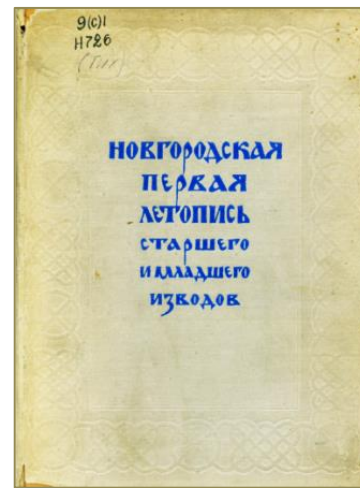 9(с)1
Н726
НОВГОРОДСКАЯ
ПЕРВАЯ
ЛЕТОПИСЬ
СТАРШЕГО
И МЛАДШЕГО
ИЗВОДОВ